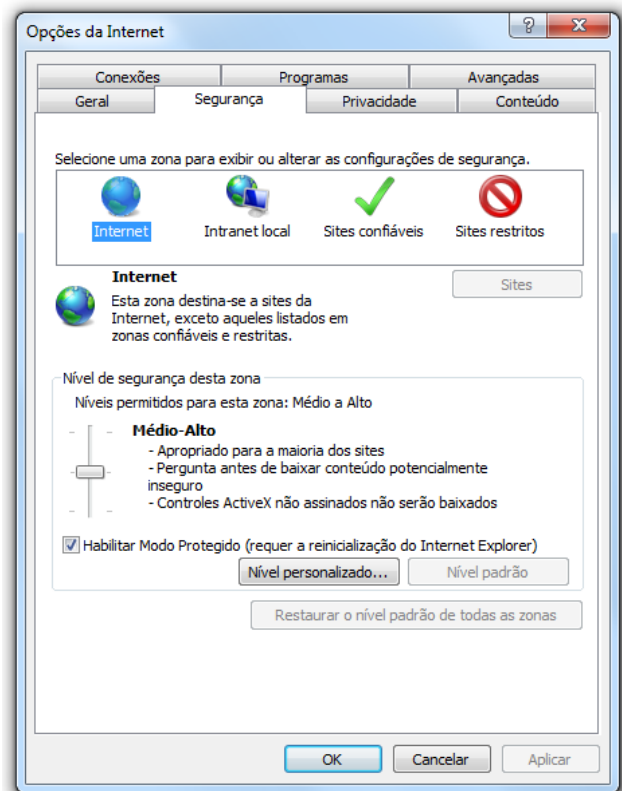 Opções da Internet
Conexões Programas Avançadas
Geral Segurança Privacidade Conteúdo
Selecione uma zona para exibir ou alterar as configurações de segurança.
Internet Intranet local Sites confiáveis Sites restritos
Internet
Sites
Esta zona destina-se a sites da
Internet, exceto aqueles listados em
zonas confiáveis e restritas.
Nível de segurança desta zona
Níveis permitidos para esta zona: Médio a Alto
Médio-Alto
- Apropriado para a maioria dos sites
- Pergunta antes de baixar conteúdo potencialmente
inseguro
- Controles ActiveX não assinados não serão baixados
Habilitar Modo Protegido (requer a reinicialização do Internet Explorer)
Nível personalizado... Nível padrão
Restaurar o nível padrão de todas as zonas
OK Cancelar Aplicar